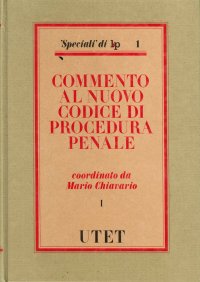 'Speciali' di lp 1
COMMENTO
AL NUOVO
CODICE DI
PROCEDURA
PENALE
coordinato da
Mario Chiavario
I
UTET